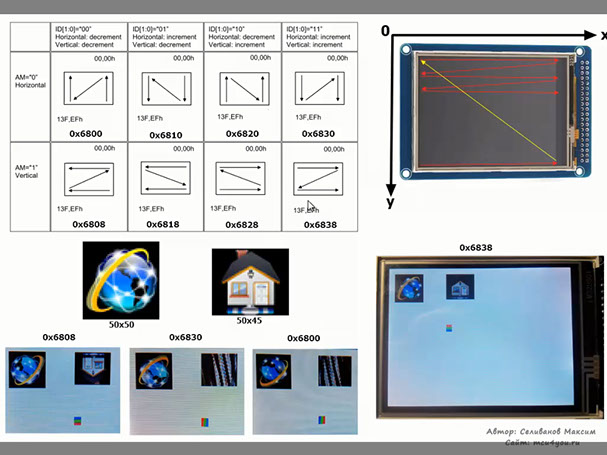 ID[1:0]="00" ID[1:0]="01" ID[1:0]="10" ID[1:0]="11"
Horizontal: decrement Horizontal: increment Horizontal: decrement Horizontal: increment
Vertical: decrement Vertical: decrement Vertical: increment Vertical: increment
0 x
y
AM="0"
Horizontal
00,00h 00,00h 00,00h 00,00h
13F,EFh 13F,EFh 13F,EFh 13F,EFh
0x6800 0x6810 0x6820 0x6830
AM="1"
Vertical
00,00h 00,00h 00,00h 00,00h
13F,EFh 13F,EFh 13F,EFh 13F,EFh
0x6808 0x6818 0x6828 0x6838
50x50 50x45
0x6838
0x6808 0x6830 0x6800
Автор: Селиванов Максим
Сайт: mcu4you.ru